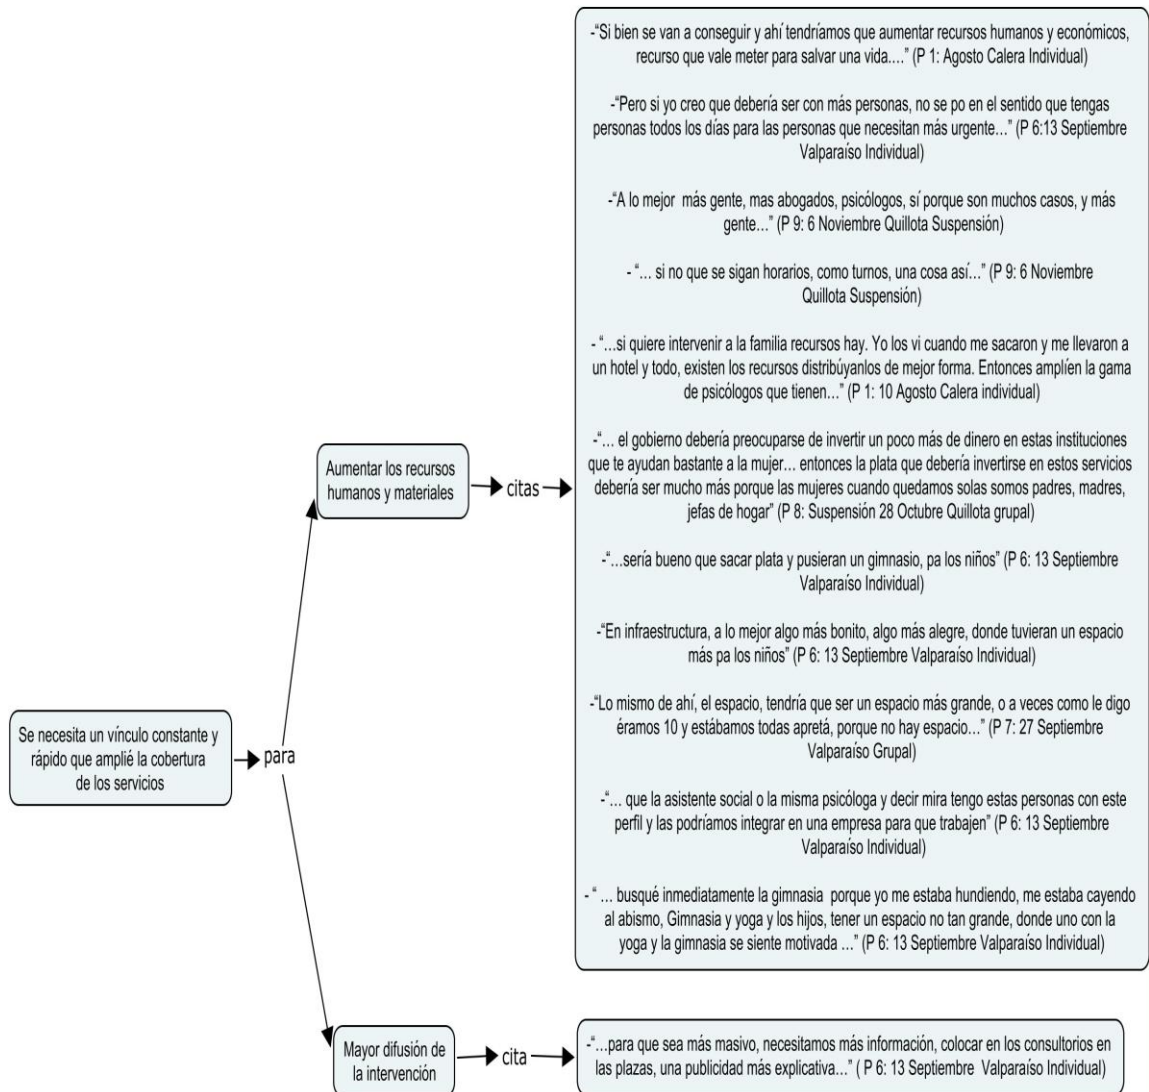 Se necesita un vínculo constante y
rápido que amplié la cobertura
de los servicios
para
Aumentar los recursos
humanos y materiales
citas
-“Si bien se van a conseguir y ahí tendríamos que aumentar recursos humanos y económicos,
recurso que vale meter para salvar una vida....” (P 1: Agosto Calera Individual)
-“Pero si yo creo que debería ser con más personas, no se po en el sentido que tengas
personas todos los días para las personas que necesitan más urgente...” (P 6:13 Septiembre
Valparaíso Individual)
-“A lo mejor  más gente, mas abogados, psicólogos, sí porque son muchos casos, y más
gente...” (P 9: 6 Noviembre Quillota Suspensión)
- “... si no que se sigan horarios, como turnos, una cosa así...” (P 9: 6 Noviembre
Quillota Suspensión)
- “...si quiere intervenir a la familia recursos hay. Yo los vi cuando me sacaron y me llevaron a
un hotel y todo, existen los recursos distribúyanlos de mejor forma. Entonces amplíen la gama
de psicólogos que tienen...” (P 1: 10 Agosto Calera individual)
-“... el gobierno debería preocuparse de invertir un poco más de dinero en estas instituciones
que te ayudan bastante a la mujer... entonces la plata que debería invertirse en estos servicios
debería ser mucho más porque las mujeres cuando quedamos solas somos padres, madres,
jefas de hogar” (P 8: Suspensión 28 Octubre Quillota grupal)
-“...sería bueno que sacar plata y pusieran un gimnasio, pa los niños” (P 6: 13 Septiembre
Valparaíso Individual)
-“En infraestructura, a lo mejor algo más bonito, algo más alegre, donde tuvieran un espacio
más pa los niños” (P 6: 13 Septiembre Valparaíso Individual)
-“Lo mismo de ahí, el espacio, tendría que ser un espacio más grande, o a veces como le digo
éramos 10 y estábamos todas apretá, porque no hay espacio...” (P 7: 27 Septiembre
Valparaíso Grupal)
-“... que la asistente social o la misma psicóloga y decir mira tengo estas personas con este
perfil y las podríamos integrar en una empresa para que trabajen” (P 6: 13 Septiembre
Valparaíso Individual)
- “ ... busqué inmediatamente la gimnasia  porque yo me estaba hundiendo, me estaba cayendo
al abismo, Gimnasia y yoga y los hijos, tener un espacio no tan grande, donde uno con la
yoga y la gimnasia se siente motivada ...” (P 6: 13 Septiembre Valparaíso Individual)
Mayor difusión de
la intervención
cita
-“...para que sea más masivo, necesitamos más información, colocar en los consultorios en
las plazas, una publicidad más explicativa...” ( P 6: 13 Septiembre  Valparaíso Individual)